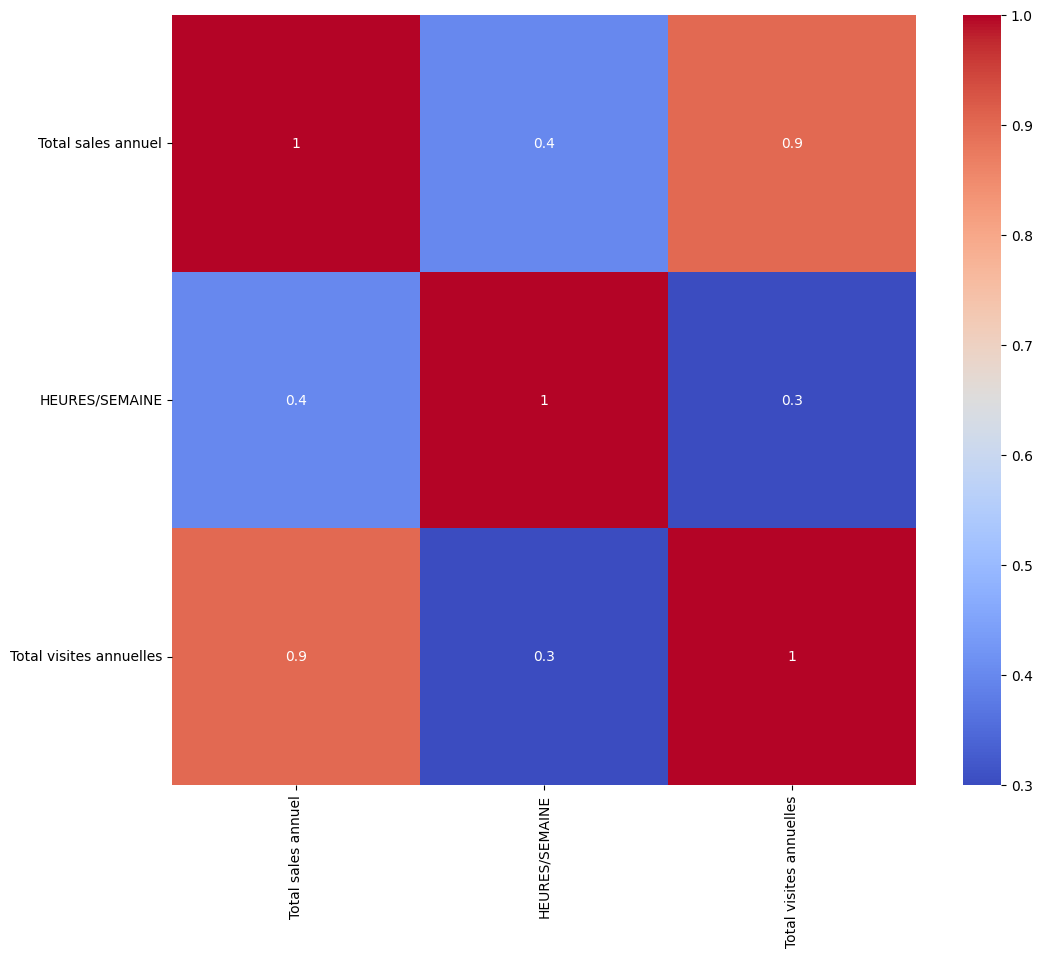 Total sales annuel
1
0.4
0.9
HEURES/SEMAINE
0.4
1
0.3
Total visites annuelles
0.9
0.3
1
Total sales annuel
HEURES/SEMAINE
Total visites annuelles
1.0
0.9
0.8
0.7
0.6
0.5
0.4
0.3